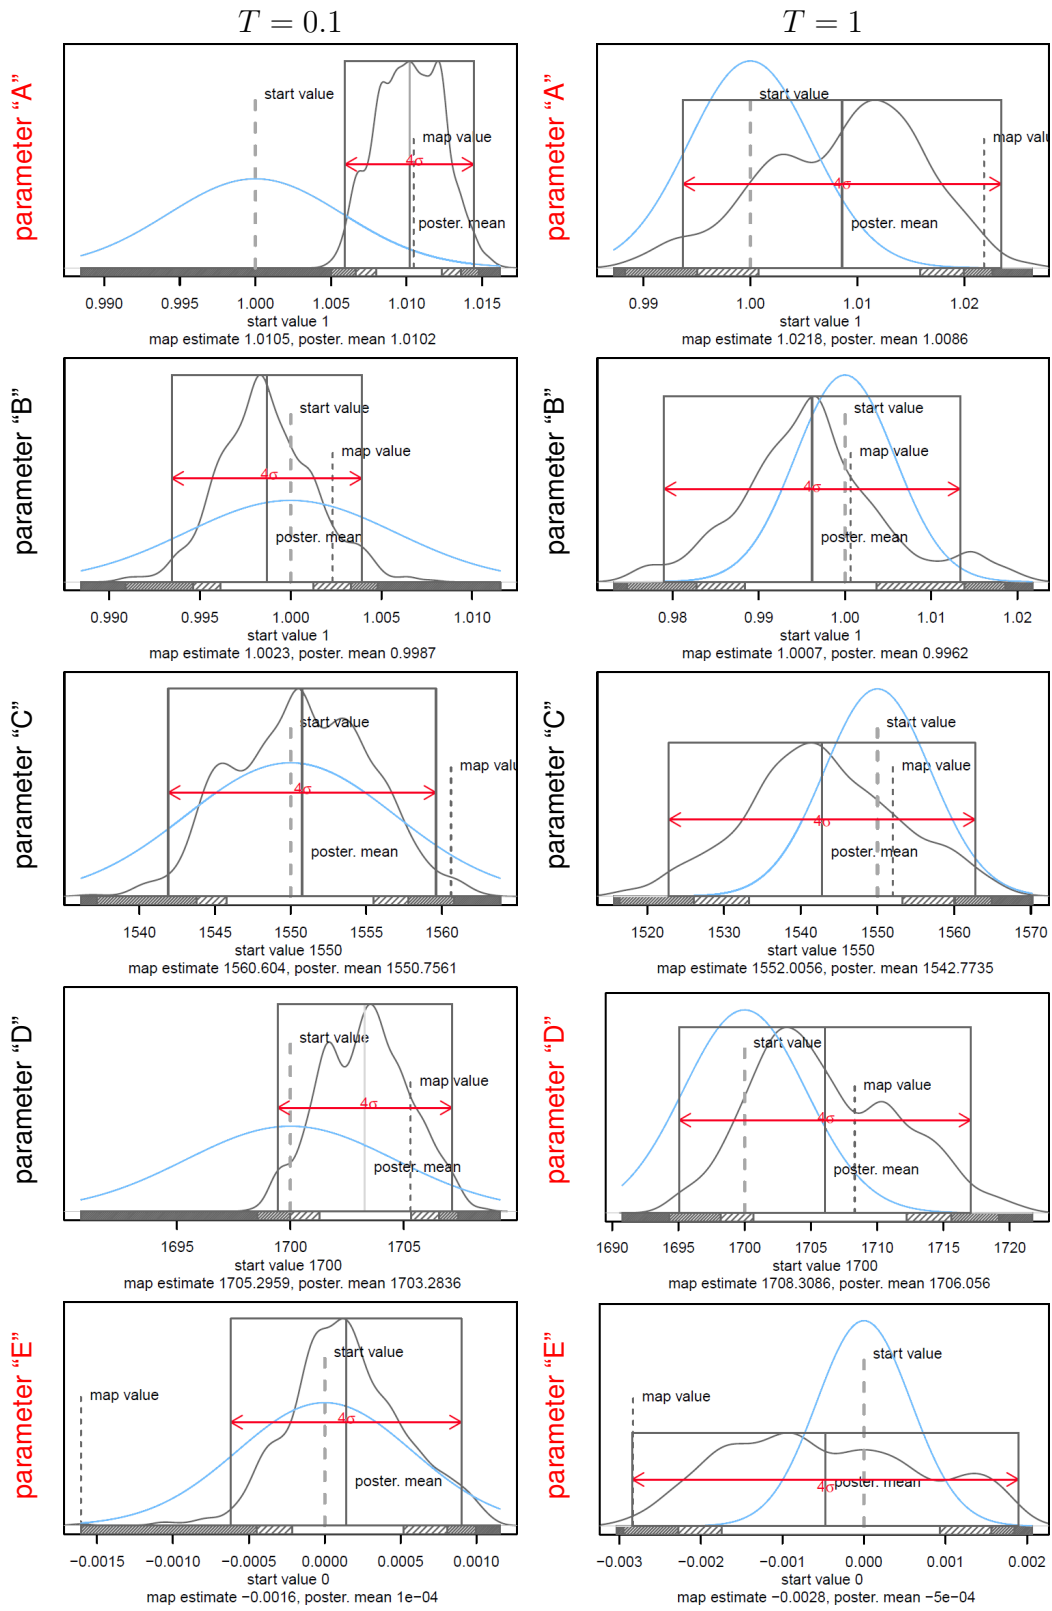 T = 0.1
T = 1
parameter “A”
start value
map value
4σ
poster. mean
0.990 0.995 1.000 1.005 1.010 1.015
start value 1
map estimate 1.0105, poster. mean 1.0102
parameter “A”
start value
map valu
4σ
poster. mean
0.99 1.00 1.01 1.02
start value 1
map estimate 1.0218, poster. mean 1.0086
parameter “B”
start value
map value
4σ
poster. mean
0.990 0.995 1.000 1.005 1.010
start value 1
map estimate 1.0023, poster. mean 0.9987
parameter “B”
start value
map value
4σ
poster. mean
0.98 0.99 1.00 1.01 1.02
start value 1
map estimate 1.0007, poster. mean 0.9962
parameter “C”
start value
map valu
4σ
poster. mean
1540 1545 1550 1555 1560
start value 1550
map estimate 1560.604, poster. mean 1550.7561
parameter “C”
start value
map value
4σ
poster. mean
1520 1530 1540 1550 1560 1570
start value 1550
map estimate 1552.0056, poster. mean 1542.7735
parameter “D”
start value
map value
4σ
poster. mean
1695 1700 1705
start value 1700
map estimate 1705.2959, poster. mean 1703.2836
parameter “D”
start value
map value
4σ
poster. mean
1690 1695 1700 1705 1710 1715 1720
start value 1700
map estimate 1708.3086, poster. mean 1706.056
parameter “E”
start value
map value
4σ
poster. mean
−0.0015 −0.0010 −0.0005 0.0000 0.0005 0.0010
start value 0
map estimate −0.0016, poster. mean 1e−04
parameter “E”
start value
map value
4σ
poster. mean
−0.003 −0.002 −0.001 0.000 0.001 0.002
start value 0
map estimate −0.0028, poster. mean −5e−04